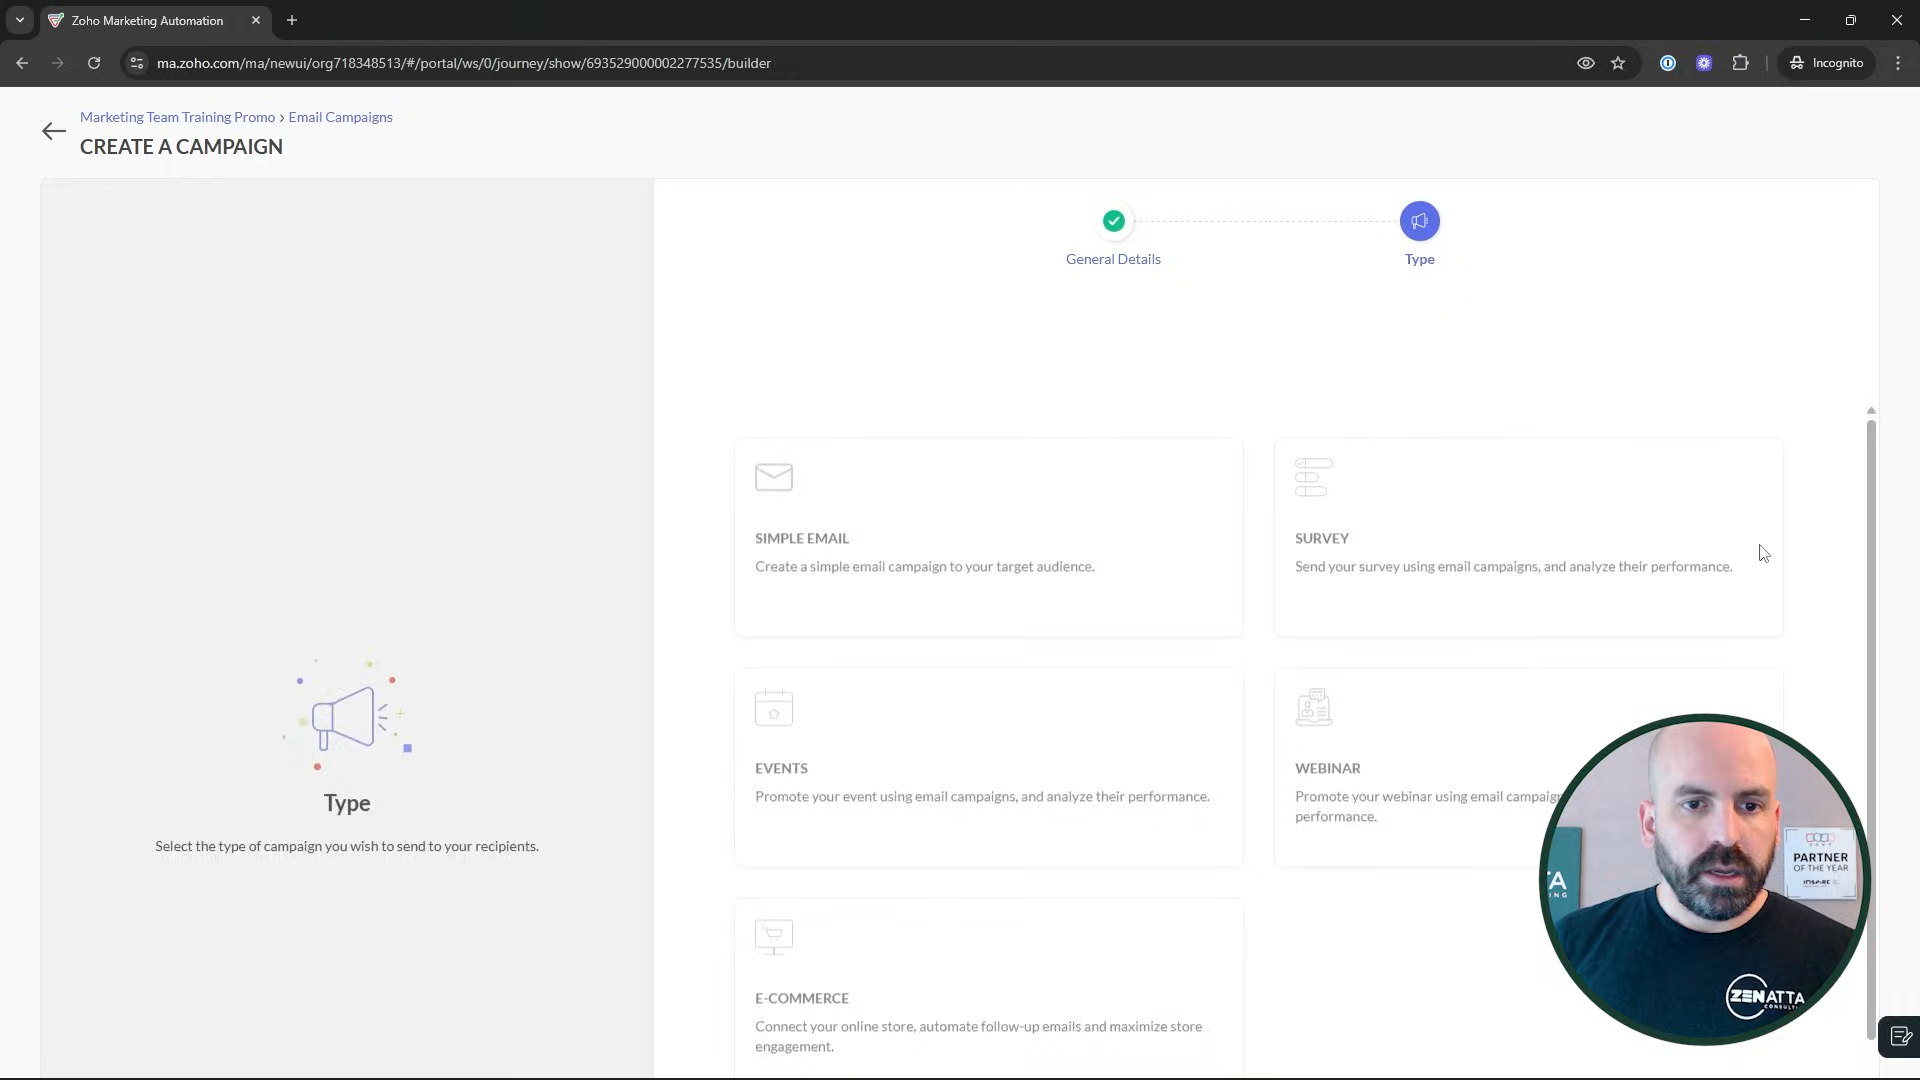 Zoho Marketing Automation
ma.zoho.com/ma/newui/org718348513/#/portal/ws/0/journey/show/693529000002277535/builder
Incognito
Marketing Team Training Promo › Email Campaigns
CREATE A CAMPAIGN
General Details
Type
SIMPLE EMAIL
Create a simple email campaign to your target audience.
SURVEY
Send your survey using email campaigns, and analyze their performance.
EVENTS
Promote your event using email campaigns, and analyze their performance.
WEBINAR
Promote your webinar using email campaign
performance.
Type
Select the type of campaign you wish to send to your recipients.
E-COMMERCE
Connect your online store, automate follow-up emails and maximize store
engagement.
PARTNER
OF THE YEAR
INSPIRE
TA
ING
ZENATTA